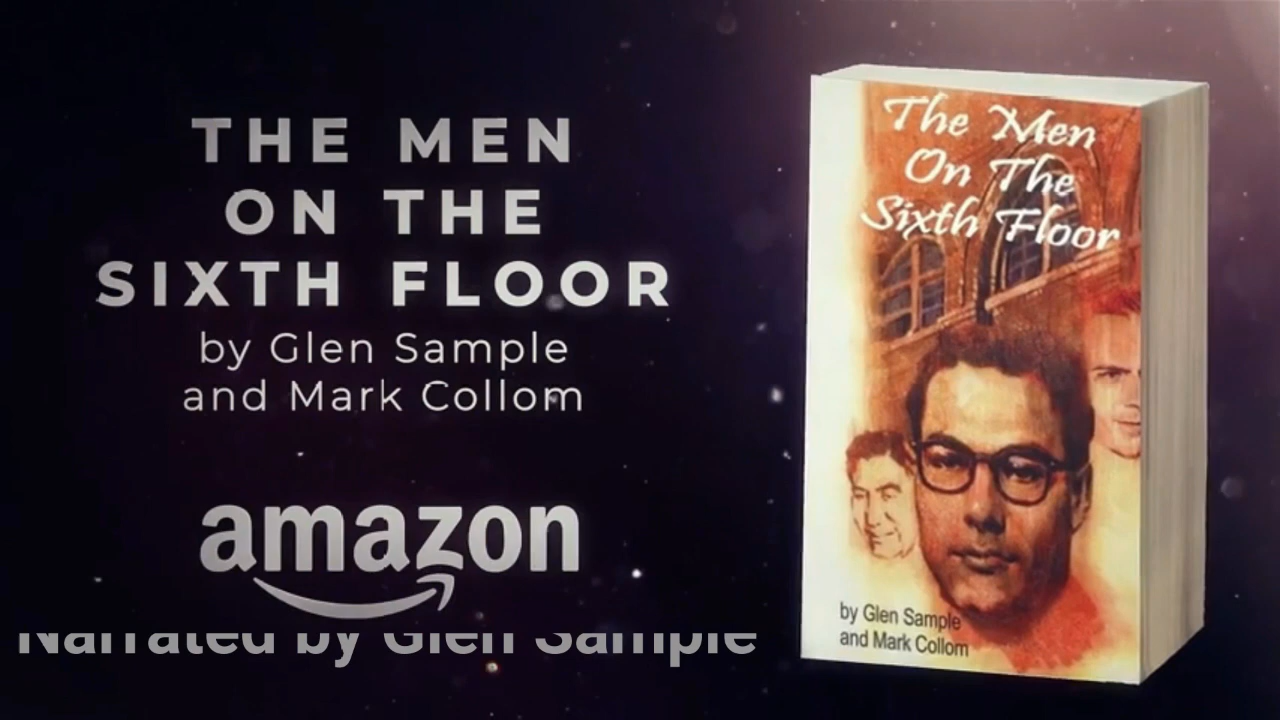 THE MEN
ON THE
SIXTH FLOOR
by Glen Sample
and Mark Collom
amazon
Narrated by Glen Sample
The Men
On The
Sixth Floor
by Glen Sample
and Mark Collom